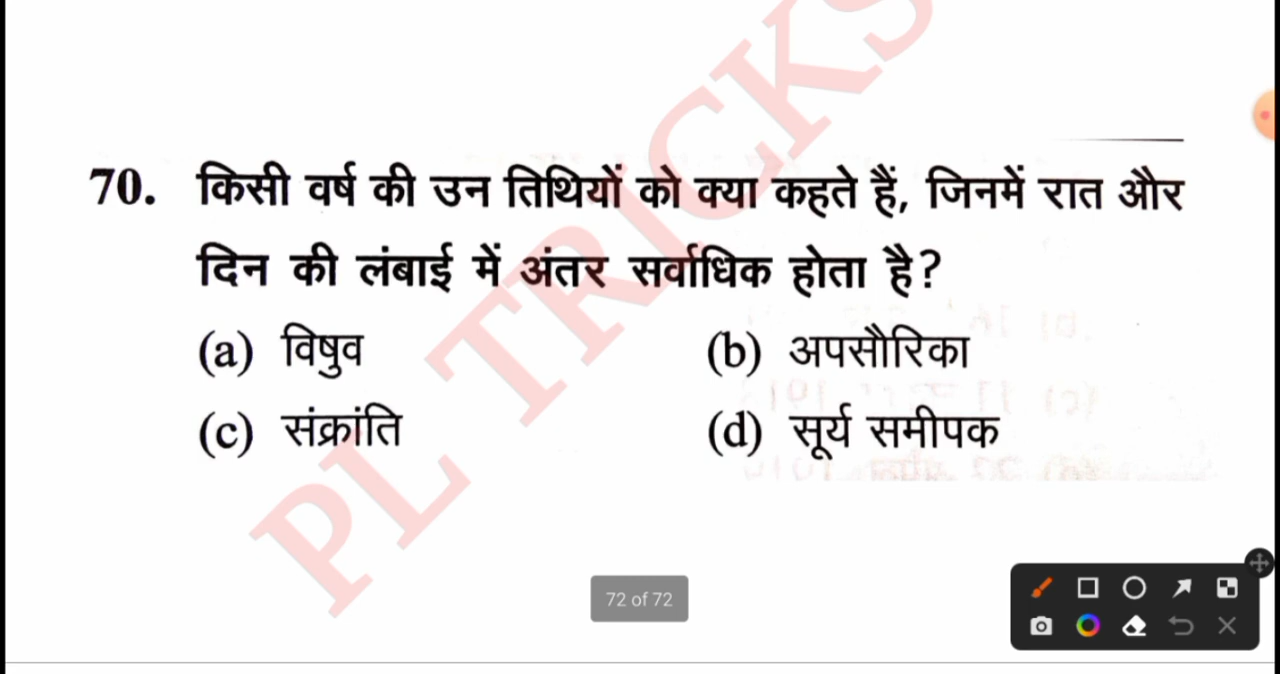 PL TRICKS
70. किसी वर्ष की उन तिथियों को क्या कहते हैं, जिनमें रात और
दिन की लंबाई में अंतर सर्वाधिक होता है?
(a) विषुव (b) अपसौरिका
(c) संक्रांति (d) सूर्य समीपक
72 of 72